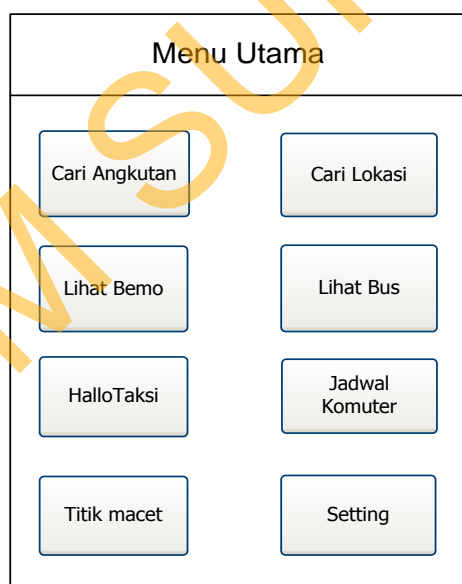 Menu Utama
Cari Angkutan
Cari Lokasi
Lihat Bemo
Lihat Bus
HalloTaksi
Jadwal
Komuter
Titik macet
Setting